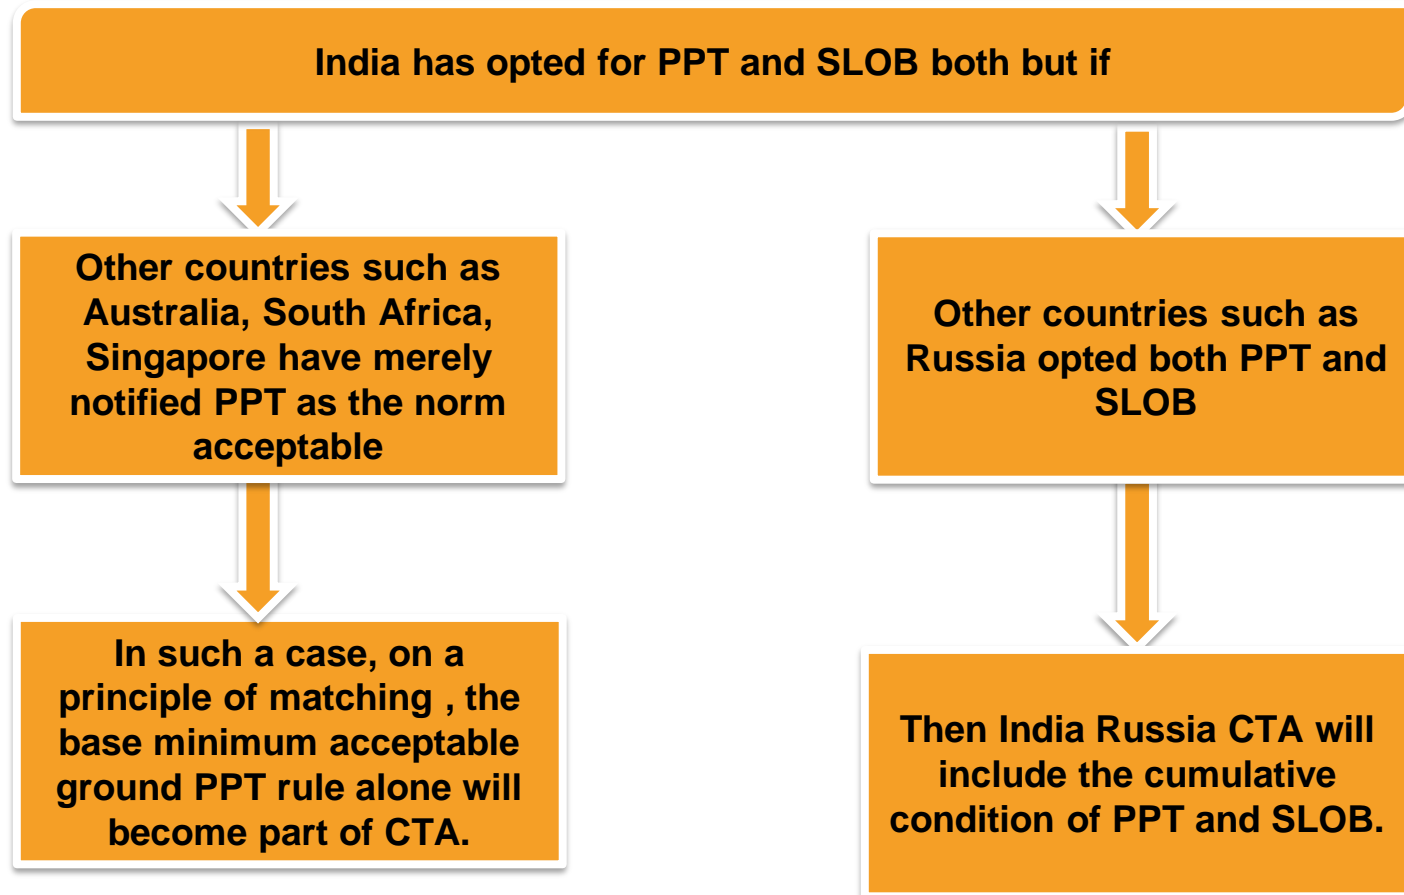 India has opted for PPT and SLOB both but if
Other countries such as
Australia, South Africa,
Singapore have merely
notified PPT as the norm
acceptable
Other countries such as
Russia opted both PPT and
SLOB
In such a case, on a
principle of matching , the
base minimum acceptable
ground PPT rule alone will
become part of CTA.
Then India Russia CTA will
include the cumulative
condition of PPT and SLOB.